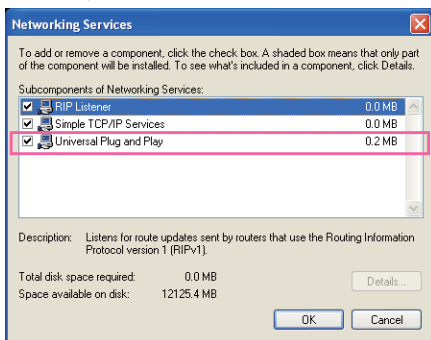 Networking Services
To add or remove a component, click the check box. A shaded box means that only part
of the component will be installed. To see what's included in a component, click Details.
Subcomponents of Networking Services:
RIP Listener 0.0 MB
Simple TCP/IP Services 0.0 MB
Universal Plug and Play 0.2 MB
Description: Listens for route updates sent by routers that use the Routing Information
Protocol version 1 (RIPv1).
Total disk space required: 0.0 MB
Details...
Space available on disk: 12125.4 MB
OK Cancel